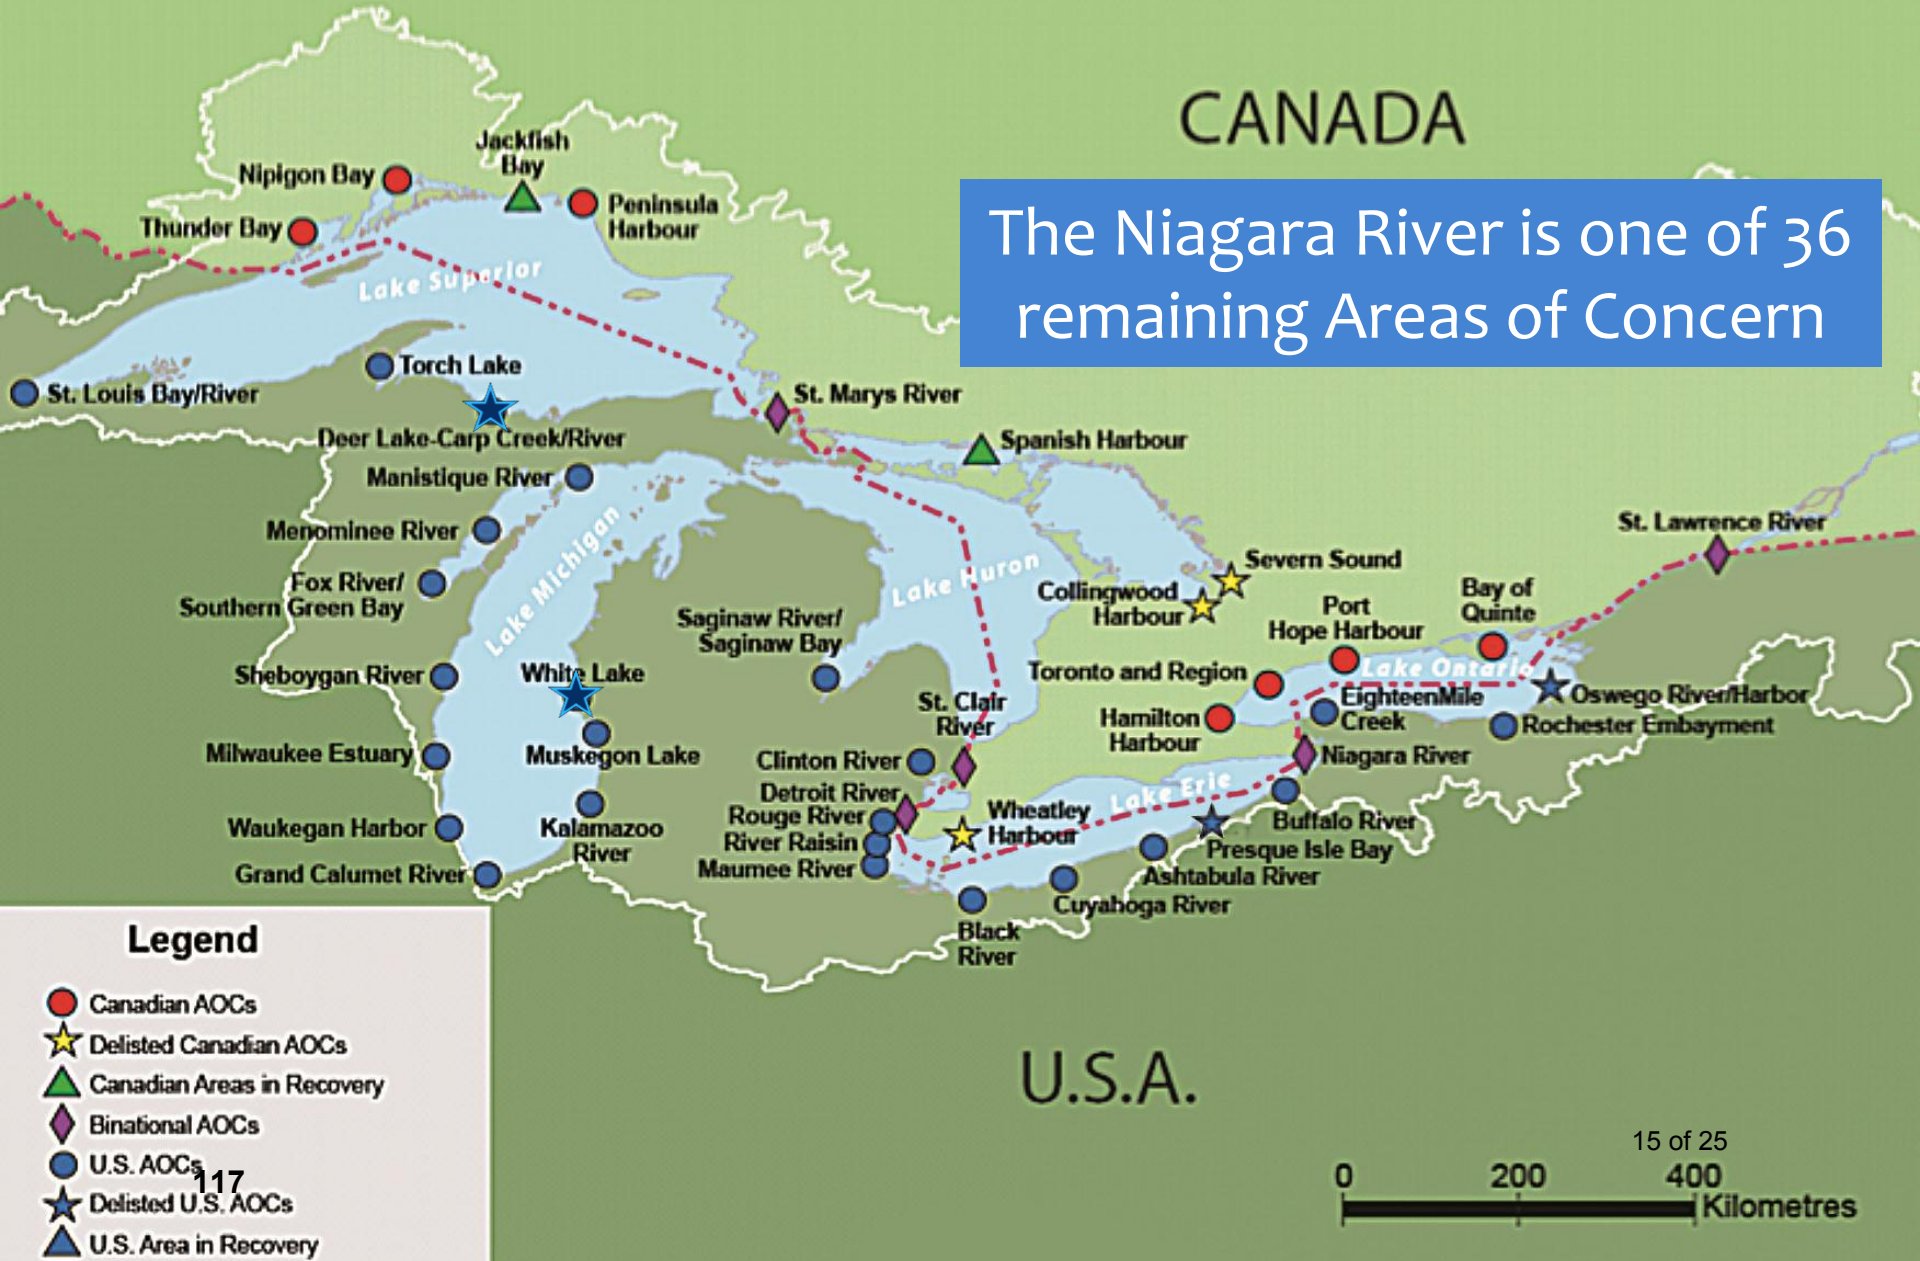 CANADA
The Niagara River is one of 36
remaining Areas of Concern
Jackfish
Bay
Nipigon Bay
Peninsula
Harbour
Thunder Bay
Lake Superior
Torch Lake
St. Louis Bay/River
St. Marys River
Deer Lake-Carp Creek/River
Spanish Harbour
Manistique River
Menominee River
St. Lawrence River
Lake Michigan
Lake Huron
Severn Sound
Fox River/
Southern Green Bay
Collingwood
Harbour
Bay of
Quinte
Port
Hope Harbour
Saginaw River/
Saginaw Bay
Toronto and Region
Lake Ontario
Sheboygan River
White Lake
EighteenMile
Creek
Oswego River/Harbor
Rochester Embayment
St. Clair
River
Hamilton
Harbour
Milwaukee Estuary
Muskegon Lake
Clinton River
Niagara River
Detroit River
Rouge River
River Raisin
Maumee River
Wheatley
Harbour
Lake Erie
Buffalo River
Presque Isle Bay
Ashtabula River
Cuyahoga River
Black
River
Waukegan Harbor
Kalamazoo
River
Grand Calumet River
Legend
Canadian AOCs
Delisted Canadian AOCs
Canadian Areas in Recovery
Binational AOCs
U.S. AOCs
117
Delisted U.S. AOCs
U.S. Area in Recovery
U.S.A.
15 of 25
0 200 400
Kilometres